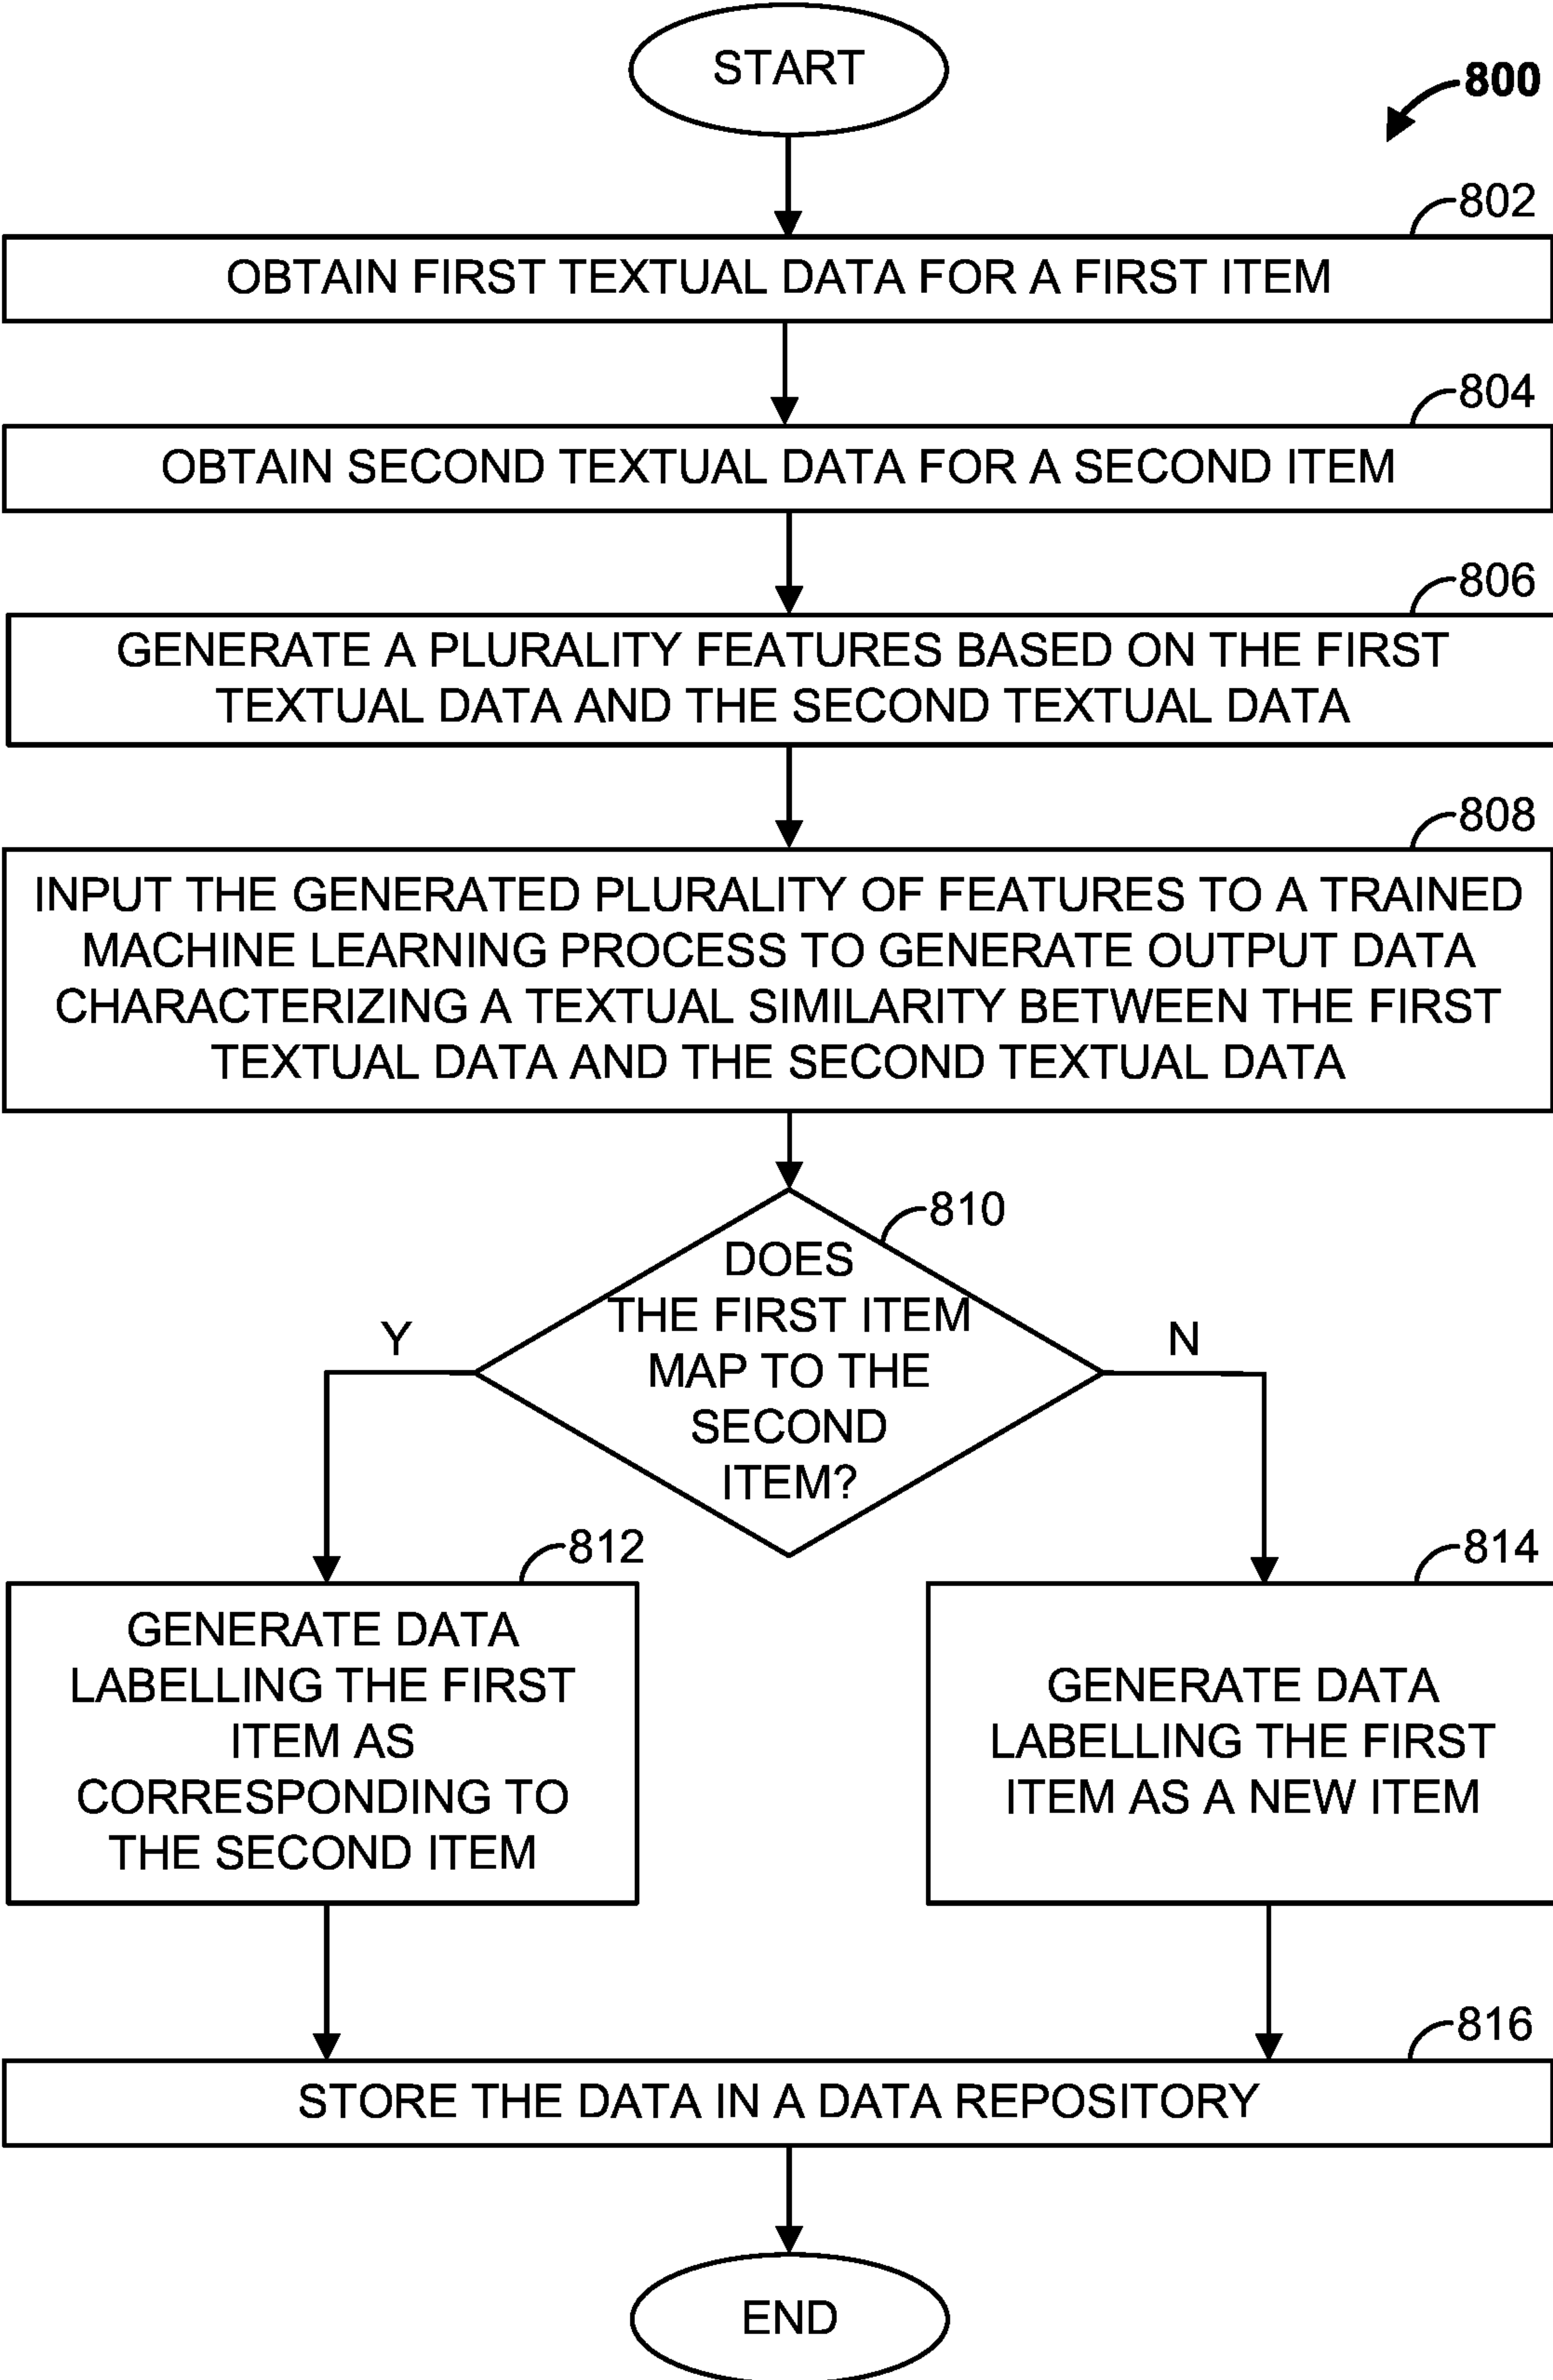 START
800
802
OBTAIN FIRST TEXTUAL DATA FOR A FIRST ITEM
804
OBTAIN SECOND TEXTUAL DATA FOR A SECOND ITEM
806
GENERATE A PLURALITY FEATURES BASED ON THE FIRST
TEXTUAL DATA AND THE SECOND TEXTUAL DATA
808
INPUT THE GENERATED PLURALITY OF FEATURES TO A TRAINED
MACHINE LEARNING PROCESS TO GENERATE OUTPUT DATA
CHARACTERIZING A TEXTUAL SIMILARITY BETWEEN THE FIRST
TEXTUAL DATA AND THE SECOND TEXTUAL DATA
810
DOES
THE FIRST ITEM
MAP TO THE
SECOND
ITEM?
Y
N
812
GENERATE DATA
LABELLING THE FIRST
ITEM AS
CORRESPONDING TO
THE SECOND ITEM
814
GENERATE DATA
LABELLING THE FIRST
ITEM AS A NEW ITEM
816
STORE THE DATA IN A DATA REPOSITORY
END